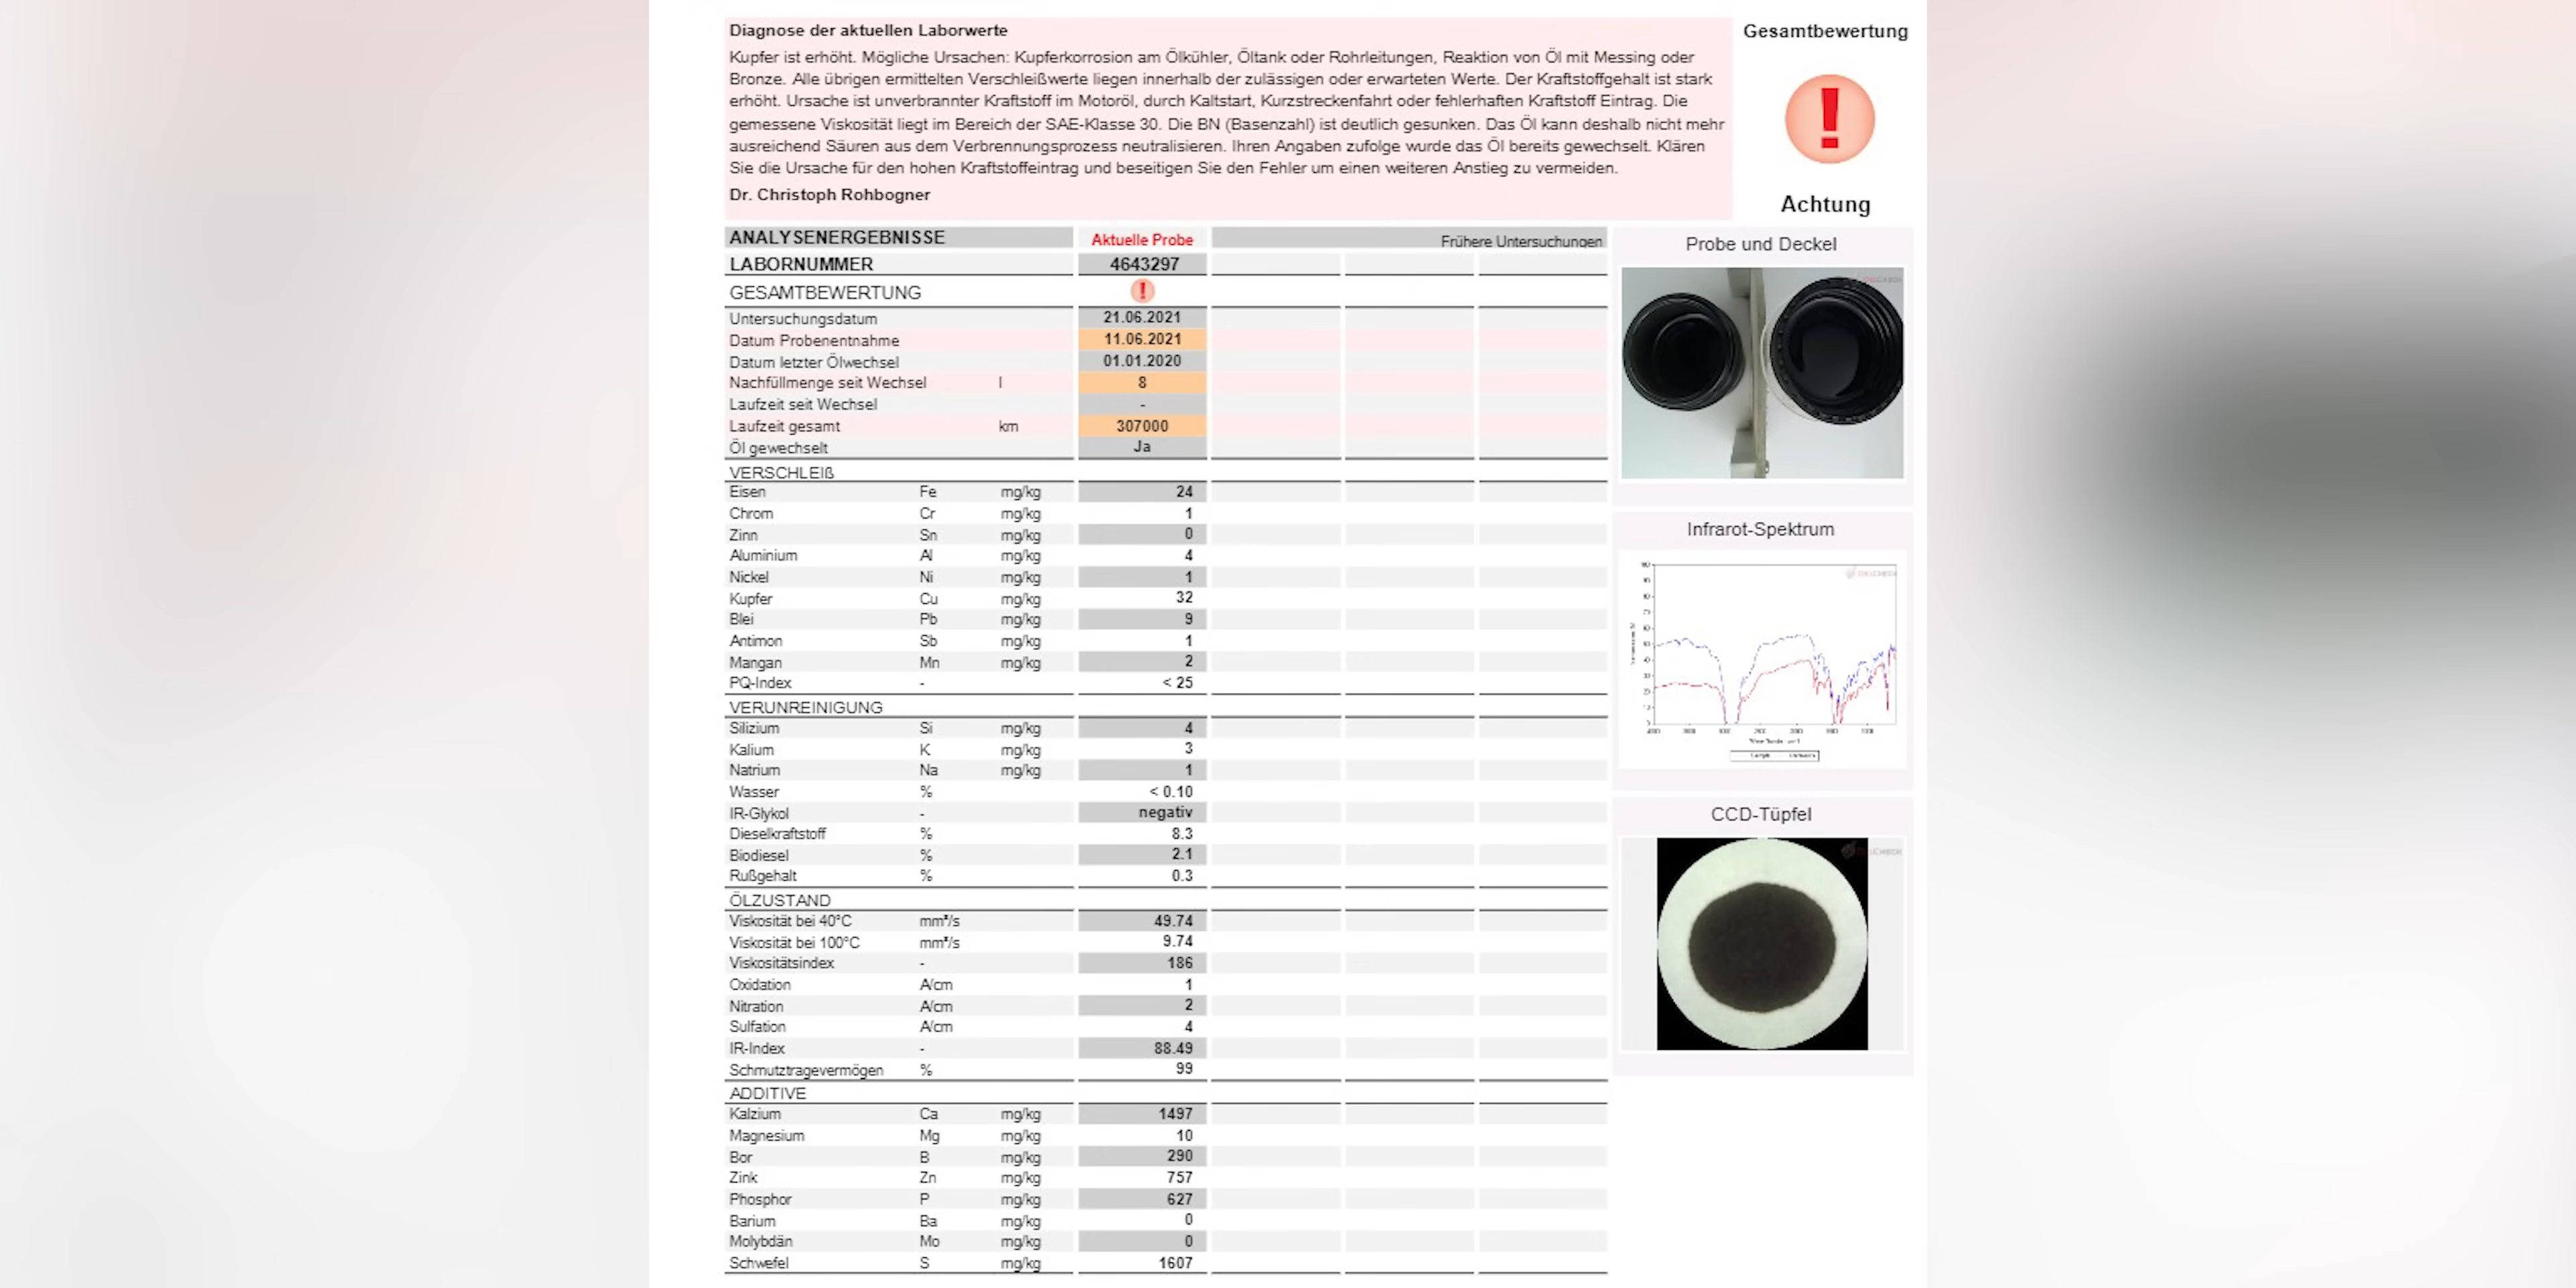 Diagnose der aktuellen Laborwerte
Kupfer ist erhöht. Mögliche Ursachen: Kupferkorrosion am Ölkühler, Öltank oder Rohrleitungen, Reaktion von Öl mit Messing oder
Bronze. Alle übrigen ermittelten Verschleißwerte liegen innerhalb der zulässigen oder erwarteten Werte. Der Kraftstoffgehalt ist stark
erhöht. Ursache ist unverbrannter Kraftstoff im Motoröl, durch Kaltstart, Kurzstreckenfahrt oder fehlerhaften Kraftstoff Eintrag. Die
gemessene Viskosität liegt im Bereich der SAE-Klasse 30. Die BN (Basenzahl) ist deutlich gesunken. Das Öl kann deshalb nicht mehr
ausreichend Säuren aus dem Verbrennungsprozess neutralisieren. Ihren Angaben zufolge wurde das Öl bereits gewechselt. Klären
Sie die Ursache für den hohen Kraftstoffeintrag und beseitigen Sie den Fehler um einen weiteren Anstieg zu vermeiden.
Dr. Christoph Rohbogner
Gesamtbewertung
!
Achtung
ANALYSENERGEBNISSE Aktuelle Probe Frühere Untersuchungen
LABORNUMMER 4643297
GESAMTBEWERTUNG !
Untersuchungsdatum 21.06.2021
Datum Probenentnahme 11.06.2021
Datum letzter Ölwechsel 01.01.2020
Nachfüllmenge seit Wechsel l 8
Laufzeit seit Wechsel -
Laufzeit gesamt km 307000
Öl gewechselt Ja
VERSCHLEIß
Eisen Fe mg/kg 24
Chrom Cr mg/kg 1
Zinn Sn mg/kg 0
Aluminium Al mg/kg 4
Nickel Ni mg/kg 1
Kupfer Cu mg/kg 32
Blei Pb mg/kg 9
Antimon Sb mg/kg 1
Mangan Mn mg/kg 2
PQ-Index - < 25
VERUNREINIGUNG
Silizium Si mg/kg 4
Kalium K mg/kg 3
Natrium Na mg/kg 1
Wasser % < 0.10
IR-Glykol - negativ
Dieselkraftstoff % 8.3
Biodiesel % 2.1
Rußgehalt % 0.3
ÖLZUSTAND
Viskosität bei 40°C mm²/s 49.74
Viskosität bei 100°C mm²/s 9.74
Viskositätsindex - 186
Oxidation A/cm 1
Nitration A/cm 2
Sulfation A/cm 4
IR-Index - 88.49
Schmutztragevermögen % 99
ADDITIVE
Kalzium Ca mg/kg 1497
Magnesium Mg mg/kg 10
Bor B mg/kg 290
Zink Zn mg/kg 757
Phosphor P mg/kg 627
Barium Ba mg/kg 0
Molybdän Mo mg/kg 0
Schwefel S mg/kg 1607
Probe und Deckel
Infrarot-Spektrum
CCD-Tüpfel